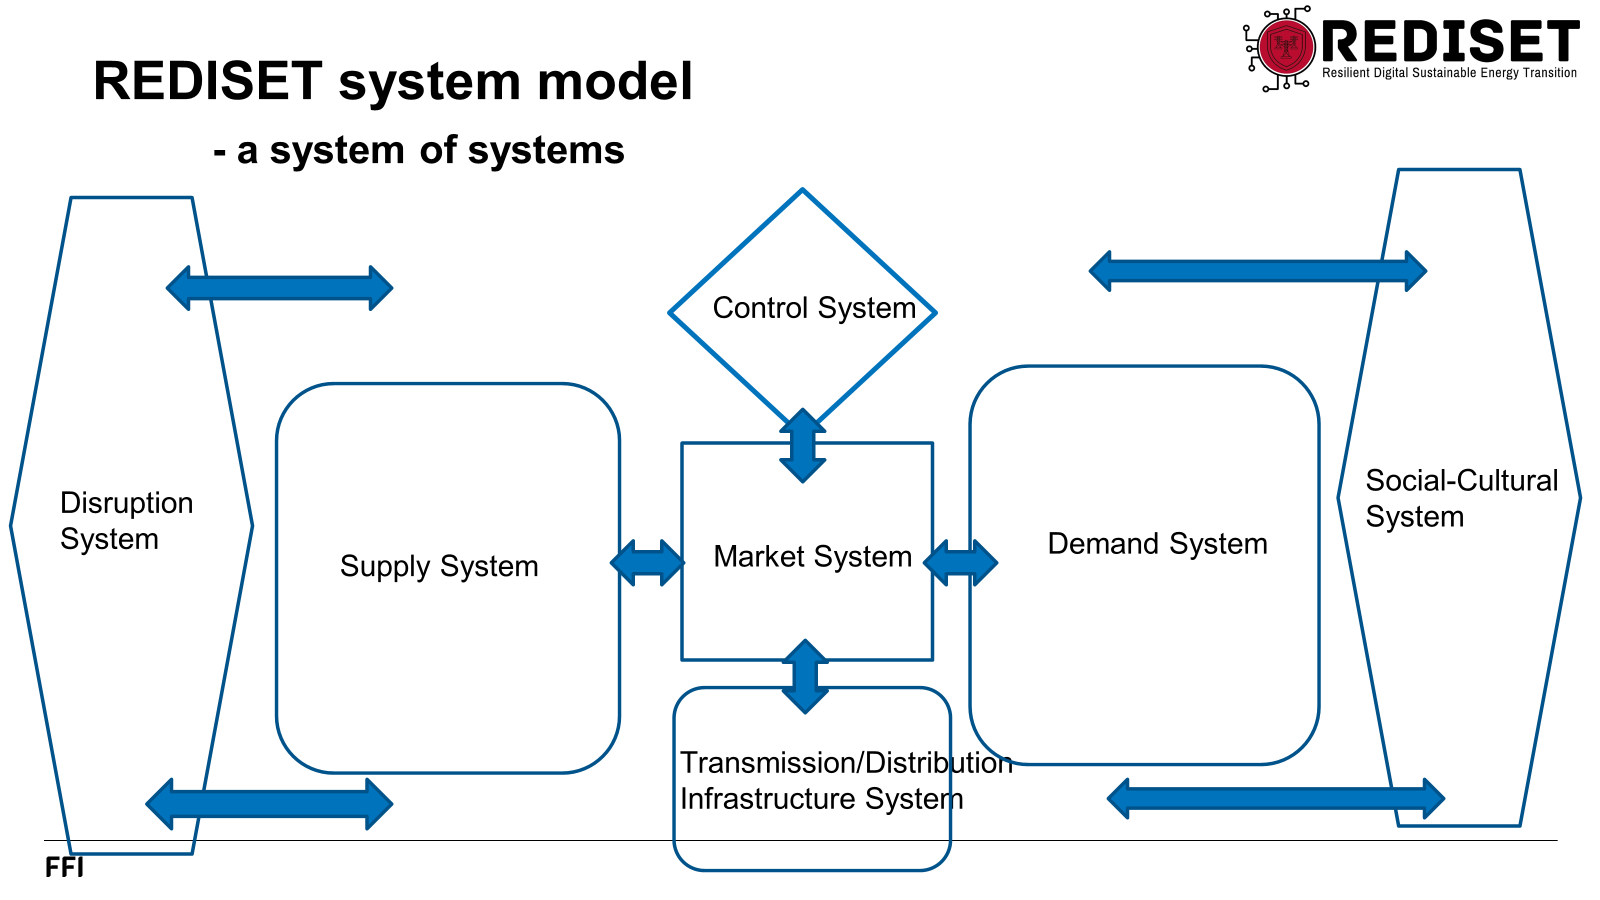 REDISET
Resilient Digital Sustainable Energy Transition
REDISET system model
- a system of systems
Control System
Disruption
System
Supply System
Market System
Demand System
Social-Cultural
System
Transmission/Distribution
Infrastructure System
FFI